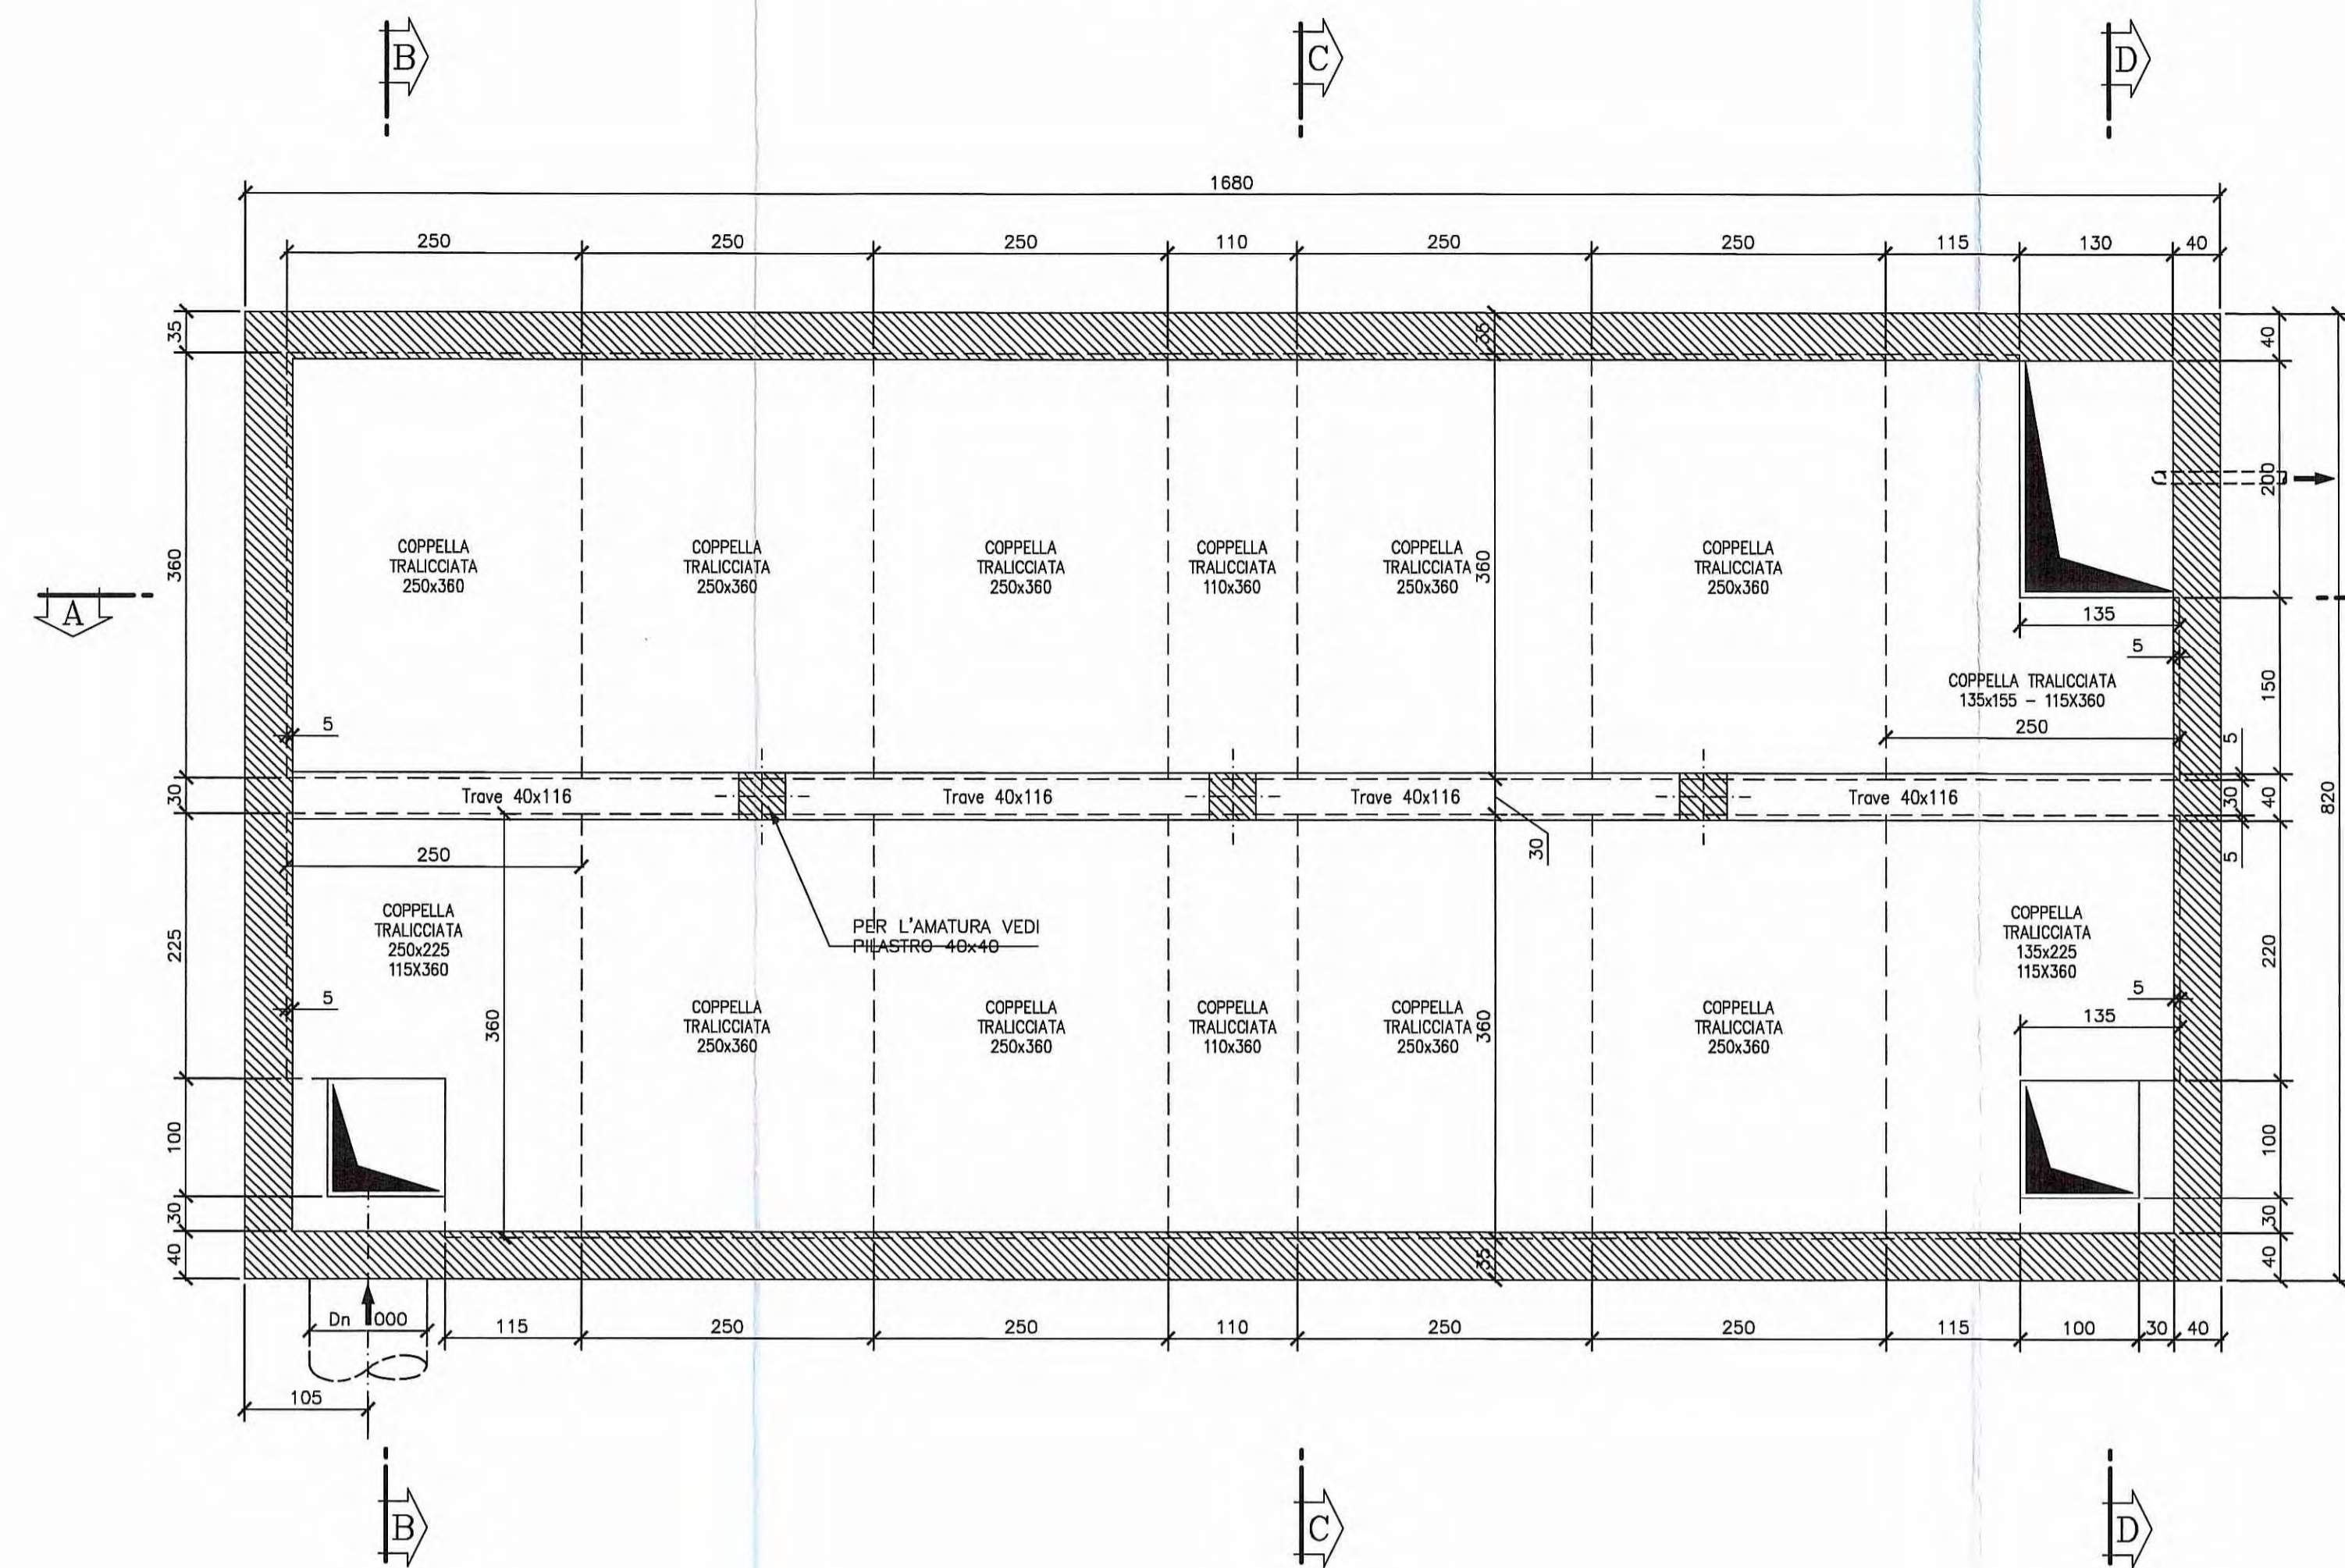 B
C
D
1680
250
250
250
110
250
250
115
130
40
35
35
40
360
200
COPPELLA
TRALICCIATA
250x360
COPPELLA
TRALICCIATA
250x360
COPPELLA
TRALICCIATA
250x360
COPPELLA
TRALICCIATA
110x360
COPPELLA
TRALICCIATA
250x360
360
COPPELLA
TRALICCIATA
250x360
A
135
5
COPPELLA TRALICCIATA
135x155 - 115X360
150
250
5
5
30
Trave 40x116
Trave 40x116
Trave 40x116
Trave 40x116
30
40
820
30
5
250
225
COPPELLA
TRALICCIATA
250x225
115X360
PER L'AMATURA VEDI
PILASTRO 40x40
COPPELLA
TRALICCIATA
135x225
115X360
220
5
5
135
360
COPPELLA
TRALICCIATA
250x360
COPPELLA
TRALICCIATA
250x360
COPPELLA
TRALICCIATA
110x360
COPPELLA
TRALICCIATA
250x360
360
COPPELLA
TRALICCIATA
250x360
100
100
30
30
40
35
40
Dn 1000
115
250
250
110
250
250
115
100
30
40
105
B
C
D